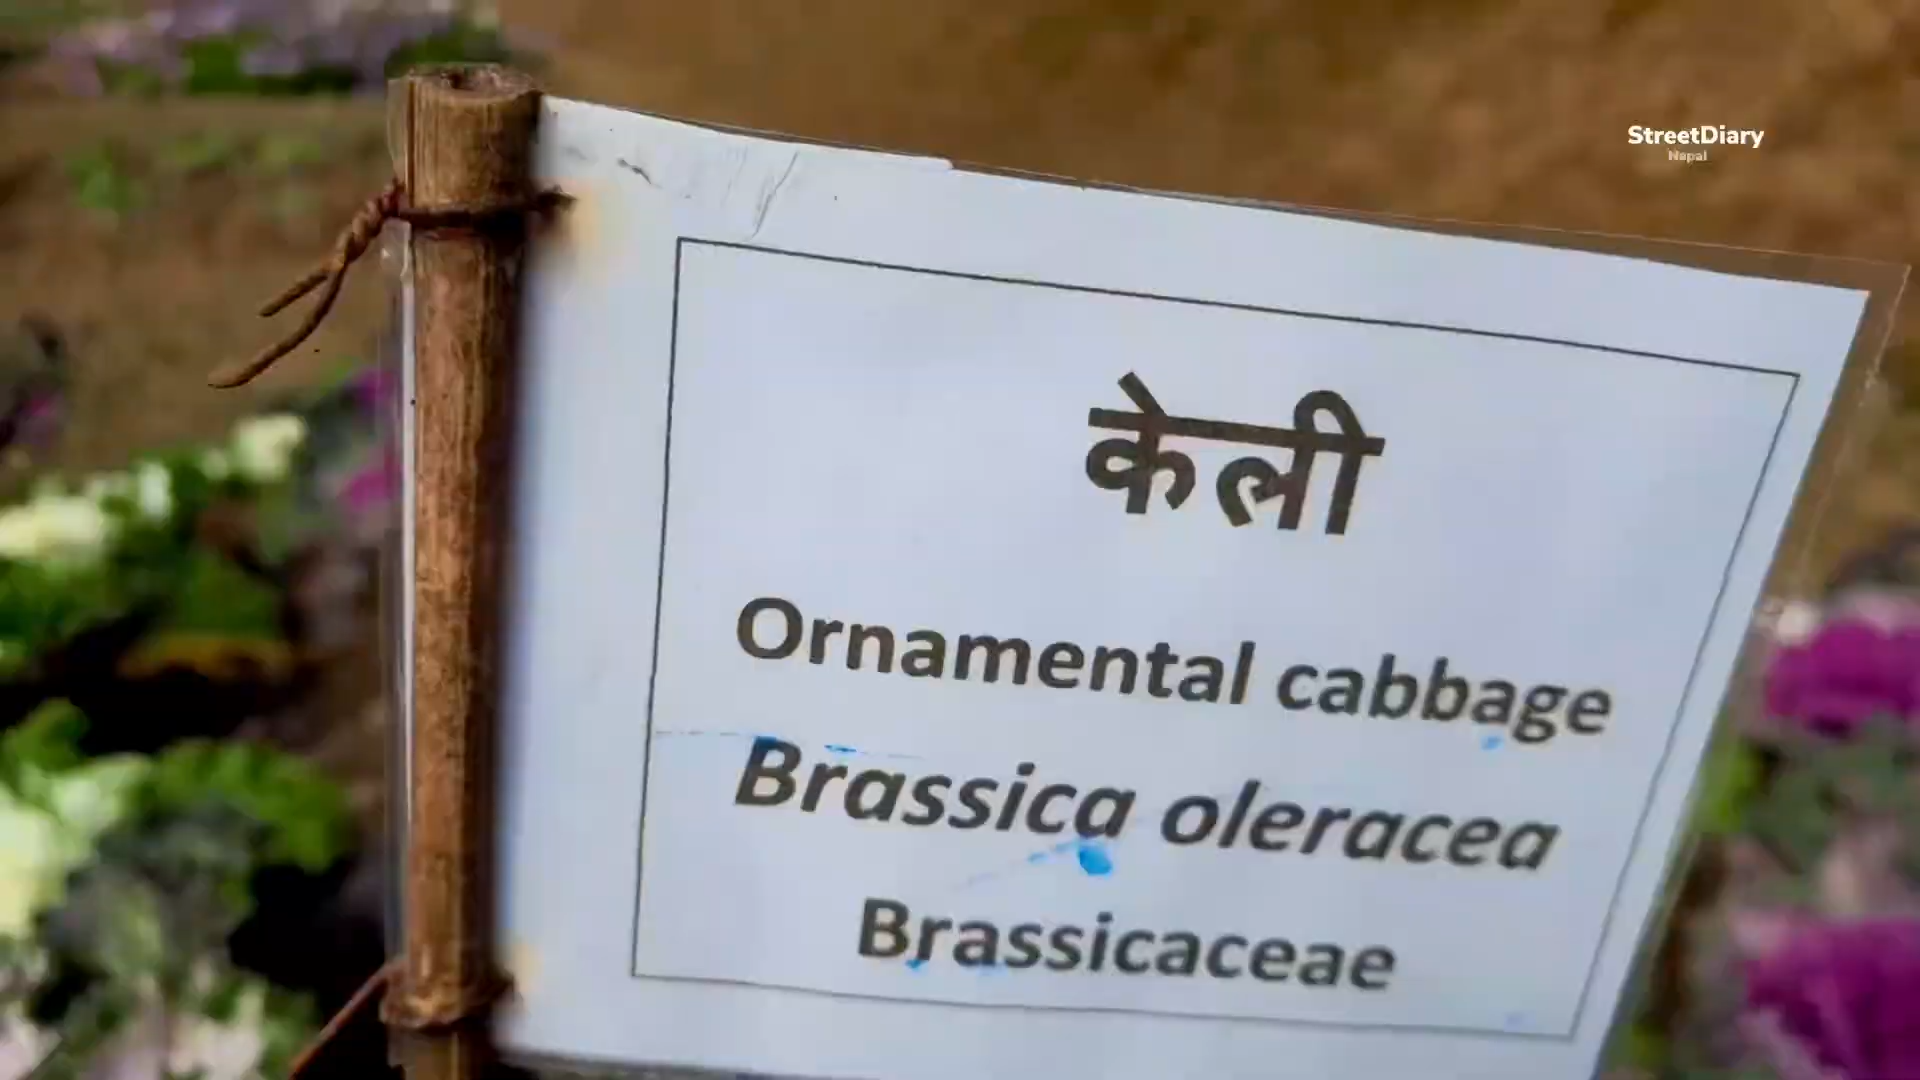 StreetDiary
Nepal
केली
Ornamental cabbage
Brassica oleracea
Brassicaceae